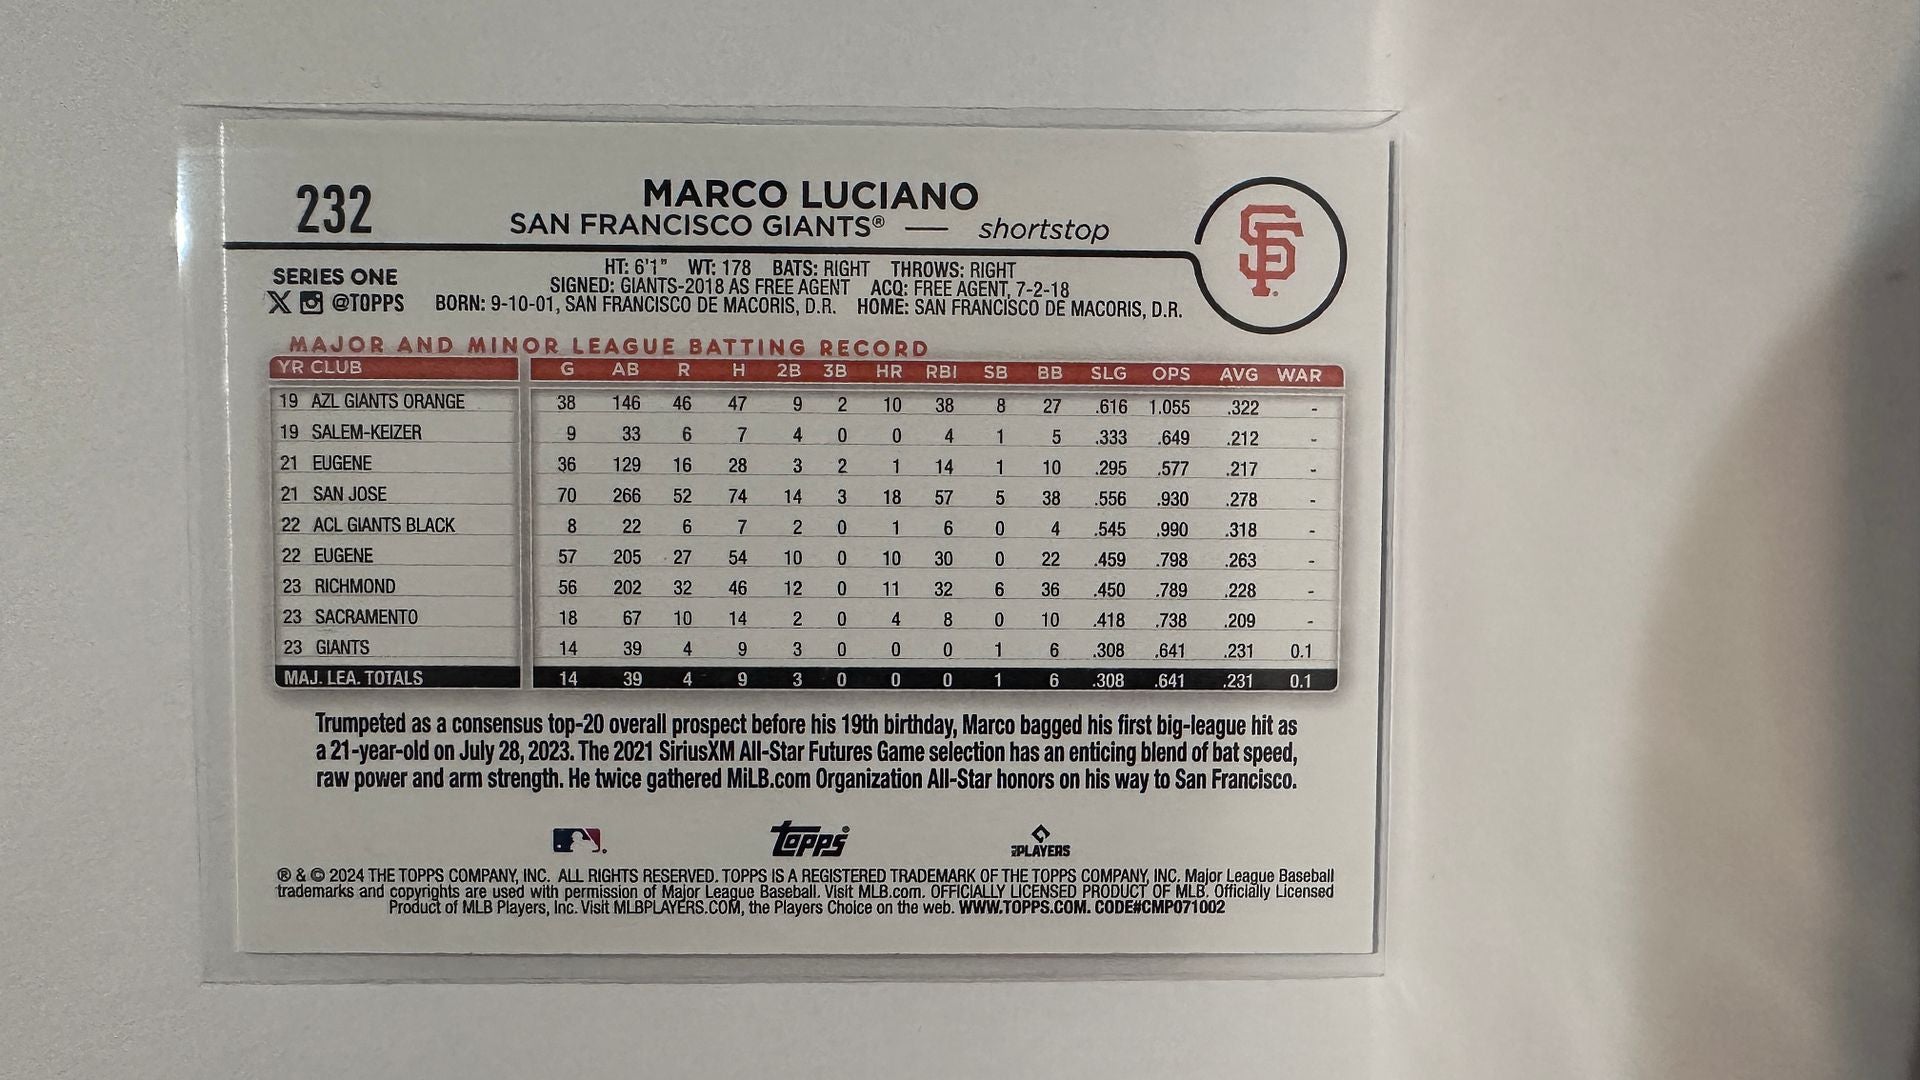 232
MARCO LUCIANO
SAN FRANCISCO GIANTS® — shortstop
SF
SERIES ONE
X @TOPPS
HT: 6'1" WT: 178 BATS: RIGHT THROWS: RIGHT
SIGNED: GIANTS-2018 AS FREE AGENT ACQ: FREE AGENT, 7-2-18
BORN: 9-10-01, SAN FRANCISCO DE MACORIS, D.R. HOME: SAN FRANCISCO DE MACORIS, D.R.
MAJOR AND MINOR LEAGUE BATTING RECORD
YR CLUB G AB R H 2B 3B HR RBI SB BB SLG OPS AVG WAR
19 AZL GIANTS ORANGE 38 146 46 47 9 2 10 38 8 27 .616 1.055 .322 -
19 SALEM-KEIZER 9 33 6 7 4 0 0 4 1 5 .333 .649 .212 -
21 EUGENE 36 129 16 28 3 2 1 14 1 10 .295 .577 .217 -
21 SAN JOSE 70 266 52 74 14 3 18 57 5 38 .556 .930 .278 -
22 ACL GIANTS BLACK 8 22 6 7 2 0 1 6 0 4 .545 .990 .318 -
22 EUGENE 57 205 27 54 10 0 10 30 0 22 .459 .798 .263 -
23 RICHMOND 56 202 32 46 12 0 11 32 6 36 .450 .789 .228 -
23 SACRAMENTO 18 67 10 14 2 0 4 8 0 10 .418 .738 .209 -
23 GIANTS 14 39 4 9 3 0 0 0 1 6 .308 .641 .231 0.1
MAJ. LEA. TOTALS 14 39 4 9 3 0 0 0 1 6 .308 .641 .231 0.1
Trumpeted as a consensus top-20 overall prospect before his 19th birthday, Marco bagged his first big-league hit as
a 21-year-old on July 28, 2023. The 2021 SiriusXM All-Star Futures Game selection has an enticing blend of bat speed,
raw power and arm strength. He twice gathered MiLB.com Organization All-Star honors on his way to San Francisco.
topps
MLB PLAYERS
® & © 2024 THE TOPPS COMPANY, INC. ALL RIGHTS RESERVED. TOPPS IS A REGISTERED TRADEMARK OF THE TOPPS COMPANY, INC. Major League Baseball
trademarks and copyrights are used with permission of Major League Baseball. Visit MLB.com. OFFICIALLY LICENSED PRODUCT OF MLB. Officially Licensed
Product of MLB Players, Inc. Visit MLBPLAYERS.COM, the Players Choice on the web. WWW.TOPPS.COM. CODE#CMP071002